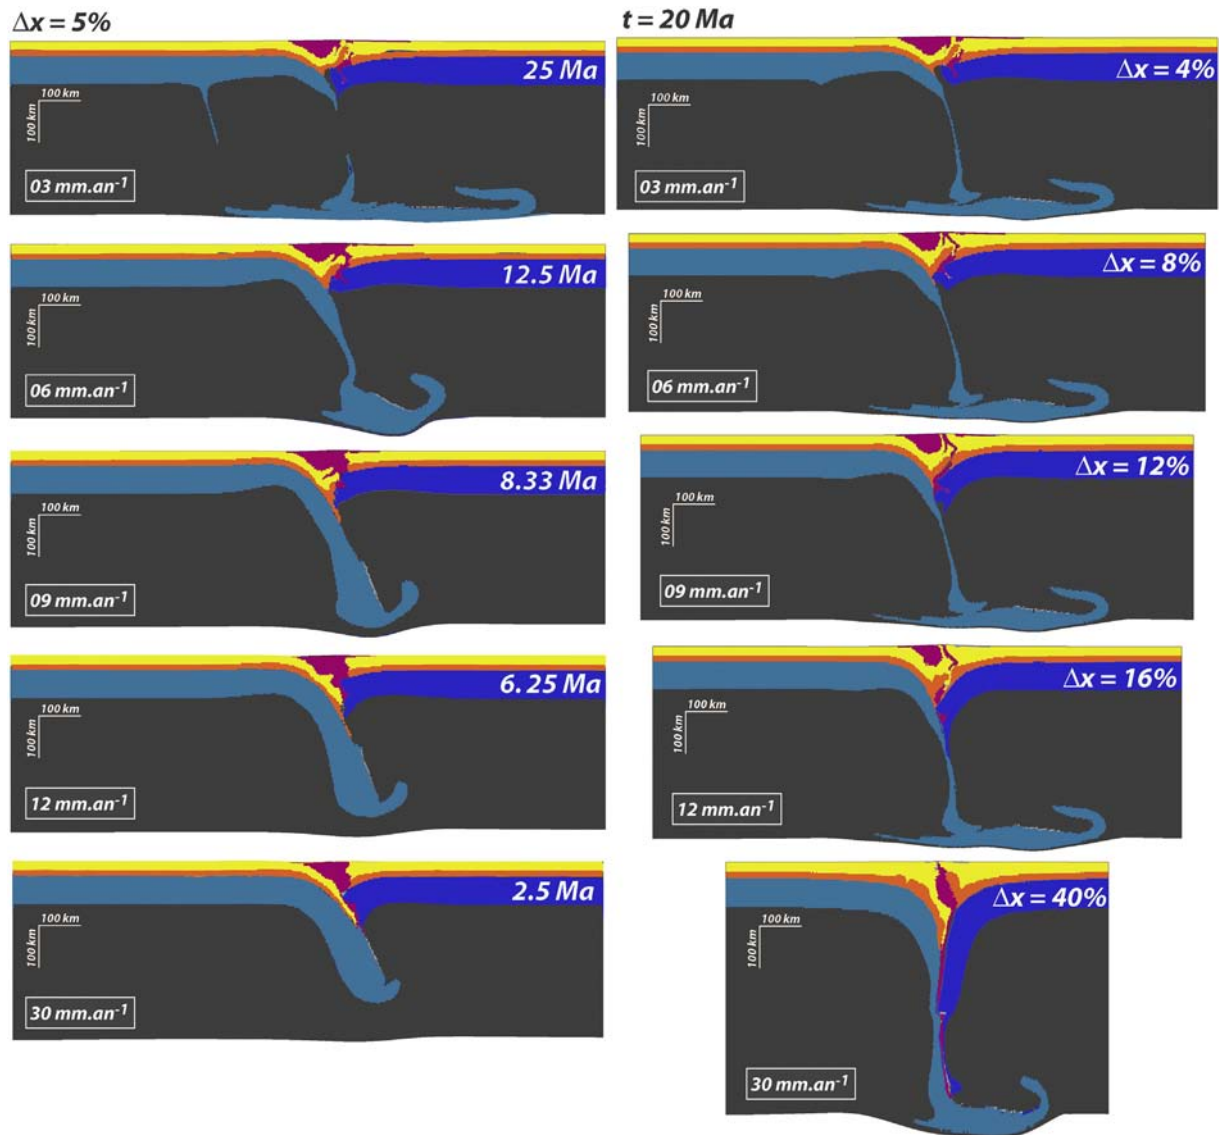 Δx = 5%
25 Ma
100 km
100 km
03 mm.an⁻¹
12.5 Ma
100 km
100 km
06 mm.an⁻¹
8.33 Ma
100 km
100 km
09 mm.an⁻¹
6.25 Ma
100 km
100 km
12 mm.an⁻¹
2.5 Ma
100 km
100 km
30 mm.an⁻¹
t = 20 Ma
Δx = 4%
100 km
100 km
03 mm.an⁻¹
Δx = 8%
100 km
100 km
06 mm.an⁻¹
Δx = 12%
100 km
100 km
09 mm.an⁻¹
Δx = 16%
100 km
100 km
12 mm.an⁻¹
Δx = 40%
100 km
100 km
30 mm.an⁻¹